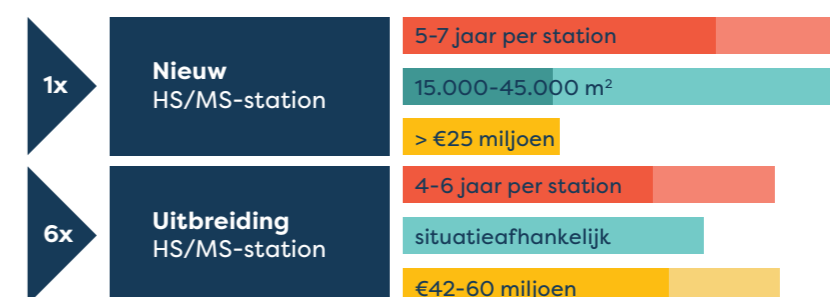 1x
Nieuw
HS/MS-station
5-7 jaar per station
15.000-45.000 m²
> €25 miljoen
6x
Uitbreiding
HS/MS-station
4-6 jaar per station
situatieafhankelijk
€42-60 miljoen